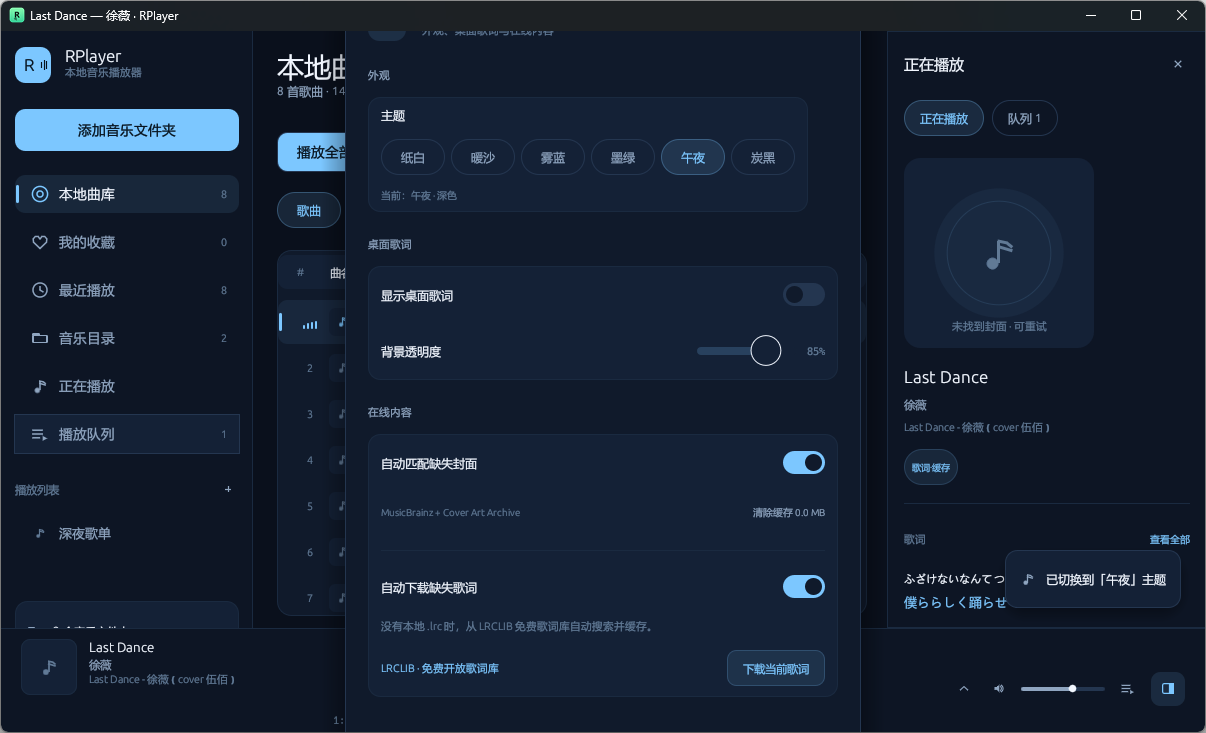 Last Dance — 徐薇 · RPlayer
RPlayer
本地音乐播放器
添加音乐文件夹
本地曲库 8
我的收藏 0
最近播放 8
音乐目录 2
正在播放
播放队列 1
播放列表 +
深夜歌单
Last Dance
徐薇
Last Dance - 徐薇 ( cover 伍佰 )
本地曲
8 首歌曲 · 14
播放全部
歌曲
#
2
3
4
5
6
7
1:
外观、桌面歌词与在线内容
外观
主题
纸白 暖沙 雾蓝 墨绿 午夜 炭黑
当前：午夜 · 深色
桌面歌词
显示桌面歌词
背景透明度 85%
在线内容
自动匹配缺失封面
MusicBrainz + Cover Art Archive 清除缓存 0.0 MB
自动下载缺失歌词
没有本地 .lrc 时，从 LRCLIB 免费歌词库自动搜索并缓存。
LRCLIB · 免费开放歌词库 下载当前歌词
正在播放
正在播放 队列 1
未找到封面 · 可重试
Last Dance
徐薇
Last Dance - 徐薇 ( cover 伍佰 )
歌词·缓存
歌词 查看全部
ふざけないなんてつ
僕ららしく踊らせ
已切换到「午夜」主题